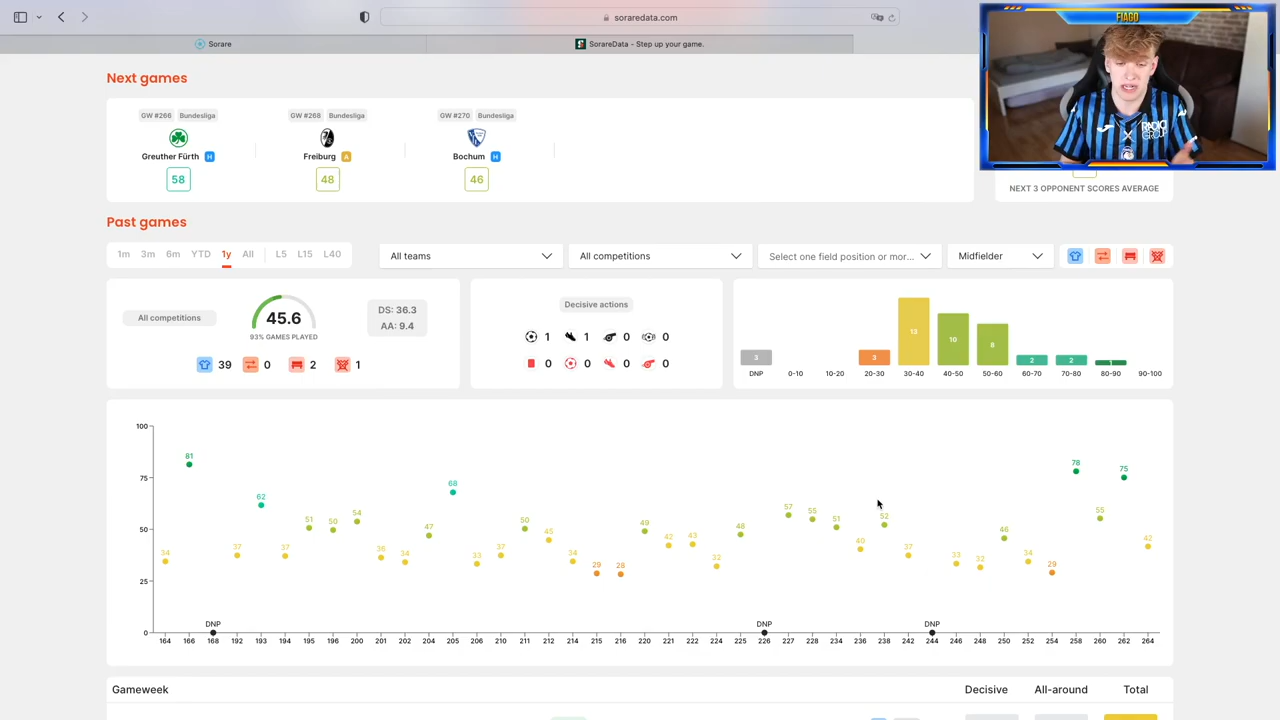 soraredata.com
Sorare
SorareData - Step up your game.
FIAGO
RADICI GROUP
Next games
GW #266 Bundesliga
GW #268 Bundesliga
GW #270 Bundesliga
Greuther Fürth H
Freiburg A
Bochum H
58
48
46
NEXT 3 OPPONENT SCORES AVERAGE
Past games
1m 3m 6m YTD 1y All L5 L15 L40
All teams
All competitions
Select one field position or mor...
Midfielder
All competitions
45.6
93% GAMES PLAYED
DS: 36.3
AA: 9.4
39 0 2 1
Decisive actions
1 1 0 0
0 0 0 0
3 3 13 10 8 2 2 1
DNP 0-10 10-20 20-30 30-40 40-50 50-60 60-70 70-80 80-90 90-100
100
75
50
25
0
34 81 DNP 37 62 37 51 50 54 36 34 47 68 33 37 50 45 34 29 28 49 42 43 32 48 DNP 57 55 51 40 52 37 DNP 33 32 46 34 29 78 55 75 42
164 166 168 192 193 194 195 196 200 201 202 204 205 206 210 211 212 214 215 216 220 221 222 224 225 226 227 228 234 236 238 242 244 246 248 250 252 254 258 260 262 264
Gameweek Decisive All-around Total